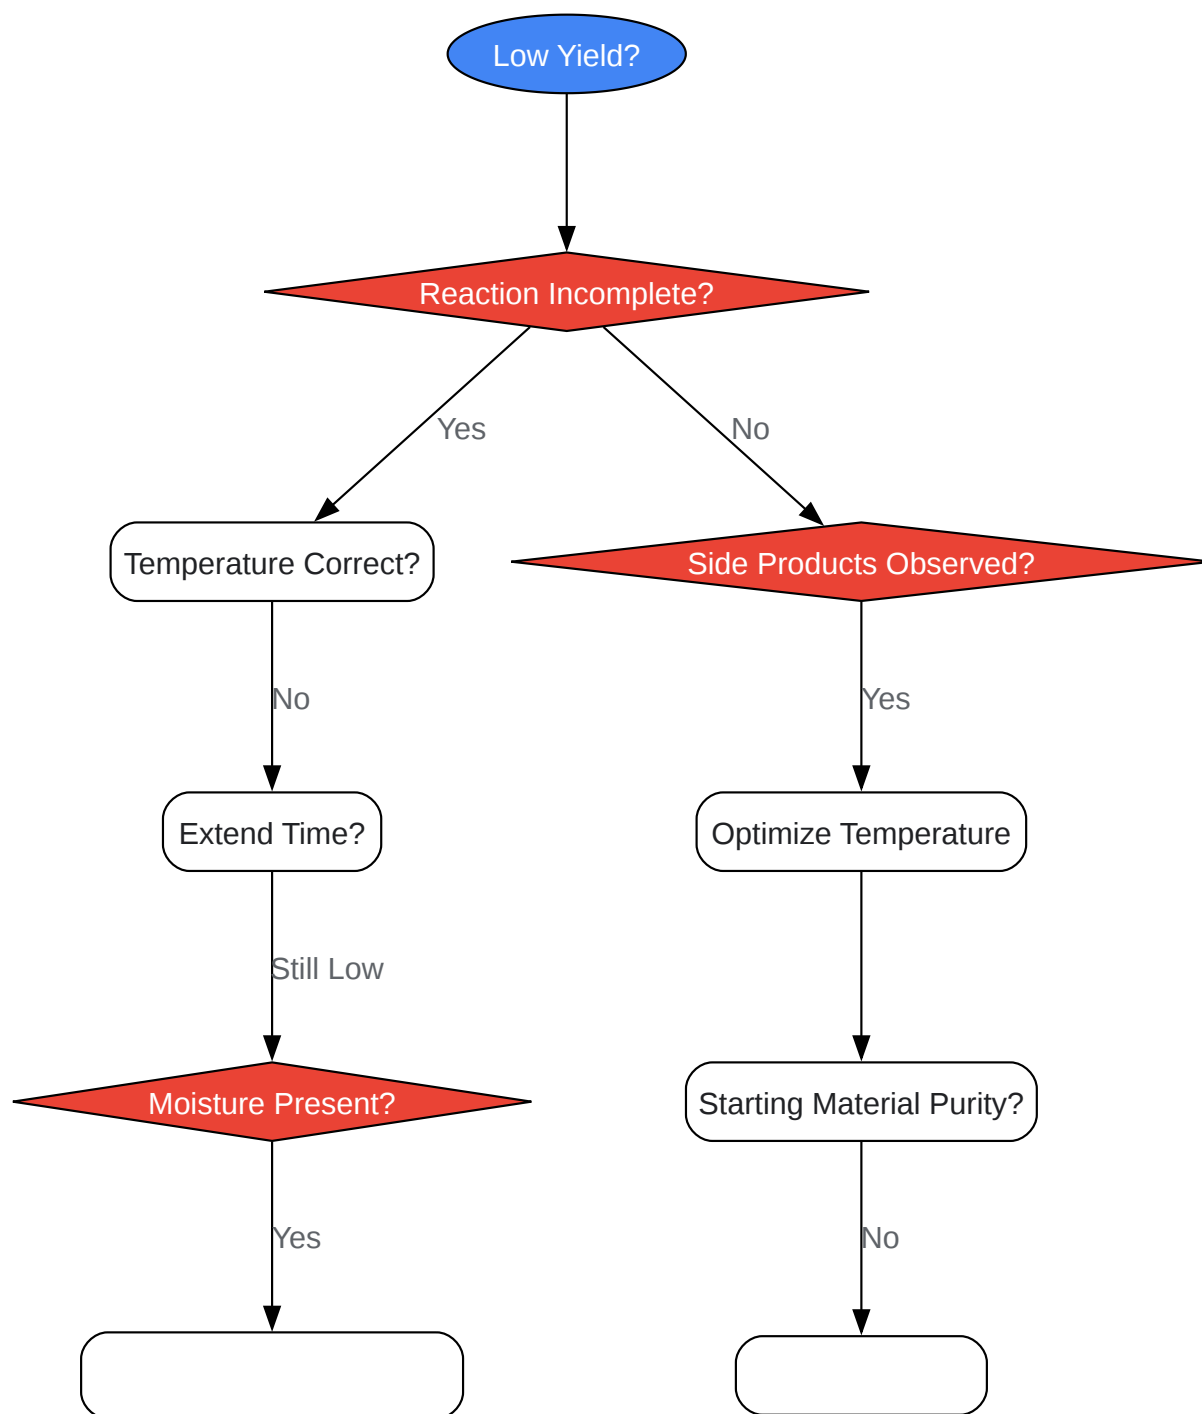 Low Yield?
Reaction Incomplete?
Yes
No
Temperature Correct?
Side Products Observed?
No
Yes
Extend Time?
Optimize Temperature
Still Low
Moisture Present?
Starting Material Purity?
Yes
No